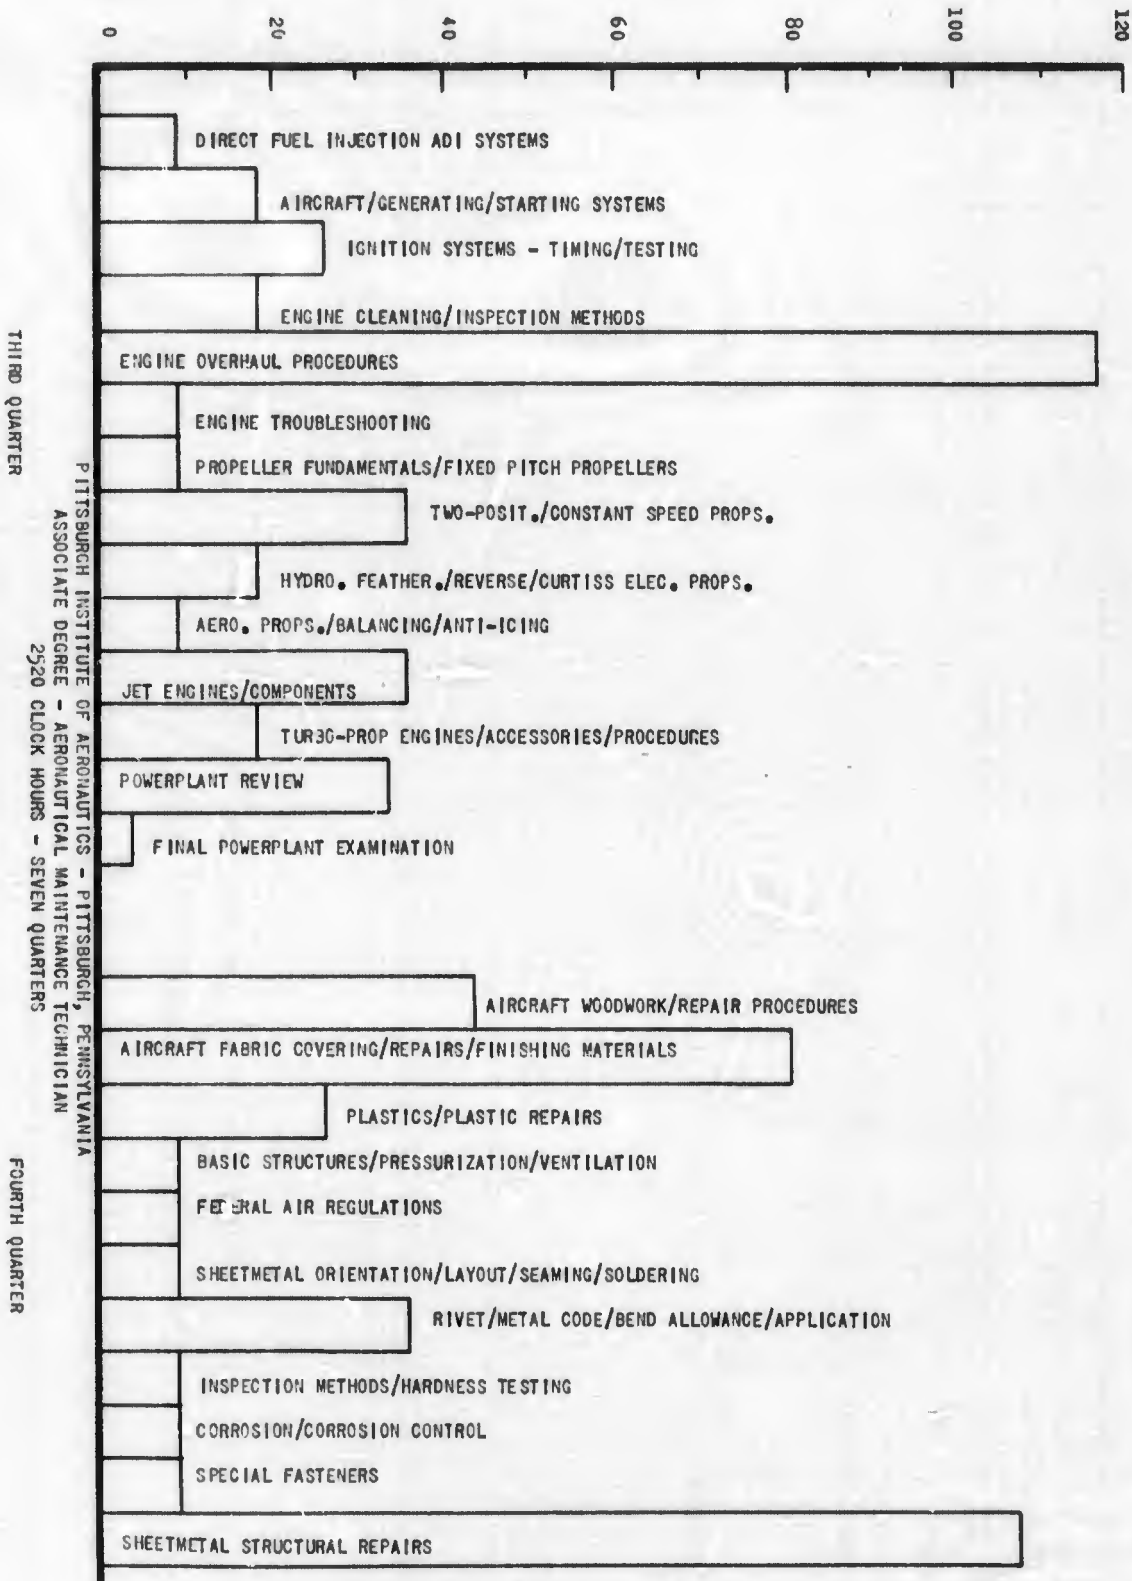 0
20
40
60
80
100
120
DIRECT FUEL INJECTION ADI SYSTEMS
AIRCRAFT/GENERATING/STARTING SYSTEMS
IGNITION SYSTEMS - TIMING/TESTING
ENGINE CLEANING/INSPECTION METHODS
ENGINE OVERHAUL PROCEDURES
ENGINE TROUBLESHOOTING
PROPELLER FUNDAMENTALS/FIXED PITCH PROPELLERS
TWO-POSIT./CONSTANT SPEED PROPS.
HYDRO. FEATHER./REVERSE/CURTISS ELEC. PROPS.
AERO. PROPS./BALANCING/ANTI-ICING
JET ENGINES/COMPONENTS
TURBO-PROP ENGINES/ACCESSORIES/PROCEDURES
POWERPLANT REVIEW
FINAL POWERPLANT EXAMINATION
AIRCRAFT WOODWORK/REPAIR PROCEDURES
AIRCRAFT FABRIC COVERING/REPAIRS/FINISHING MATERIALS
PLASTICS/PLASTIC REPAIRS
BASIC STRUCTURES/PRESSURIZATION/VENTILATION
FEDERAL AIR REGULATIONS
SHEETMETAL ORIENTATION/LAYOUT/SEAMING/SOLDERING
RIVET/METAL CODE/BEND ALLOWANCE/APPLICATION
INSPECTION METHODS/HARDNESS TESTING
CORROSION/CORROSION CONTROL
SPECIAL FASTENERS
SHEETMETAL STRUCTURAL REPAIRS
THIRD QUARTER
FOURTH QUARTER
PITTSBURGH INSTITUTE OF AERONAUTICS - PITTSBURGH, PENNSYLVANIA
ASSOCIATE DEGREE - AERONAUTICAL MAINTENANCE TECHNICIAN
2520 CLOCK HOURS - SEVEN QUARTERS